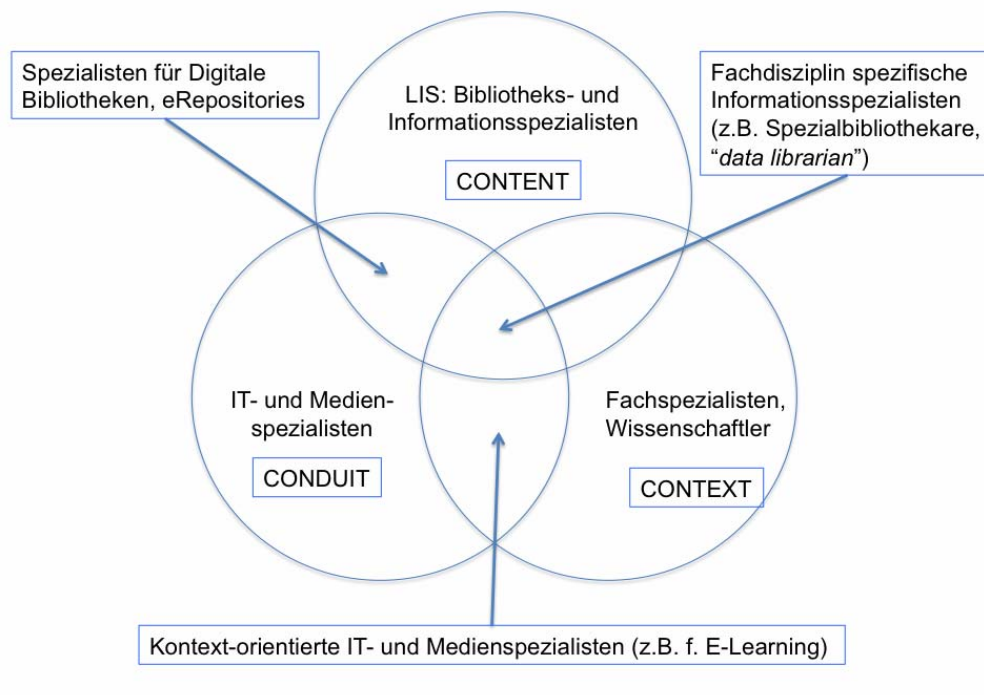 Spezialisten für Digitale
Bibliotheken, eRepositories
LIS: Bibliotheks- und
Informationsspezialisten
CONTENT
Fachdisziplin spezifische
Informationsspezialisten
(z.B. Spezialbibliothekare,
“data librarian”)
IT- und Medien-
spezialisten
CONDUIT
Fachspezialisten,
Wissenschaftler
CONTEXT
Kontext-orientierte IT- und Medienspezialisten (z.B. f. E-Learning)